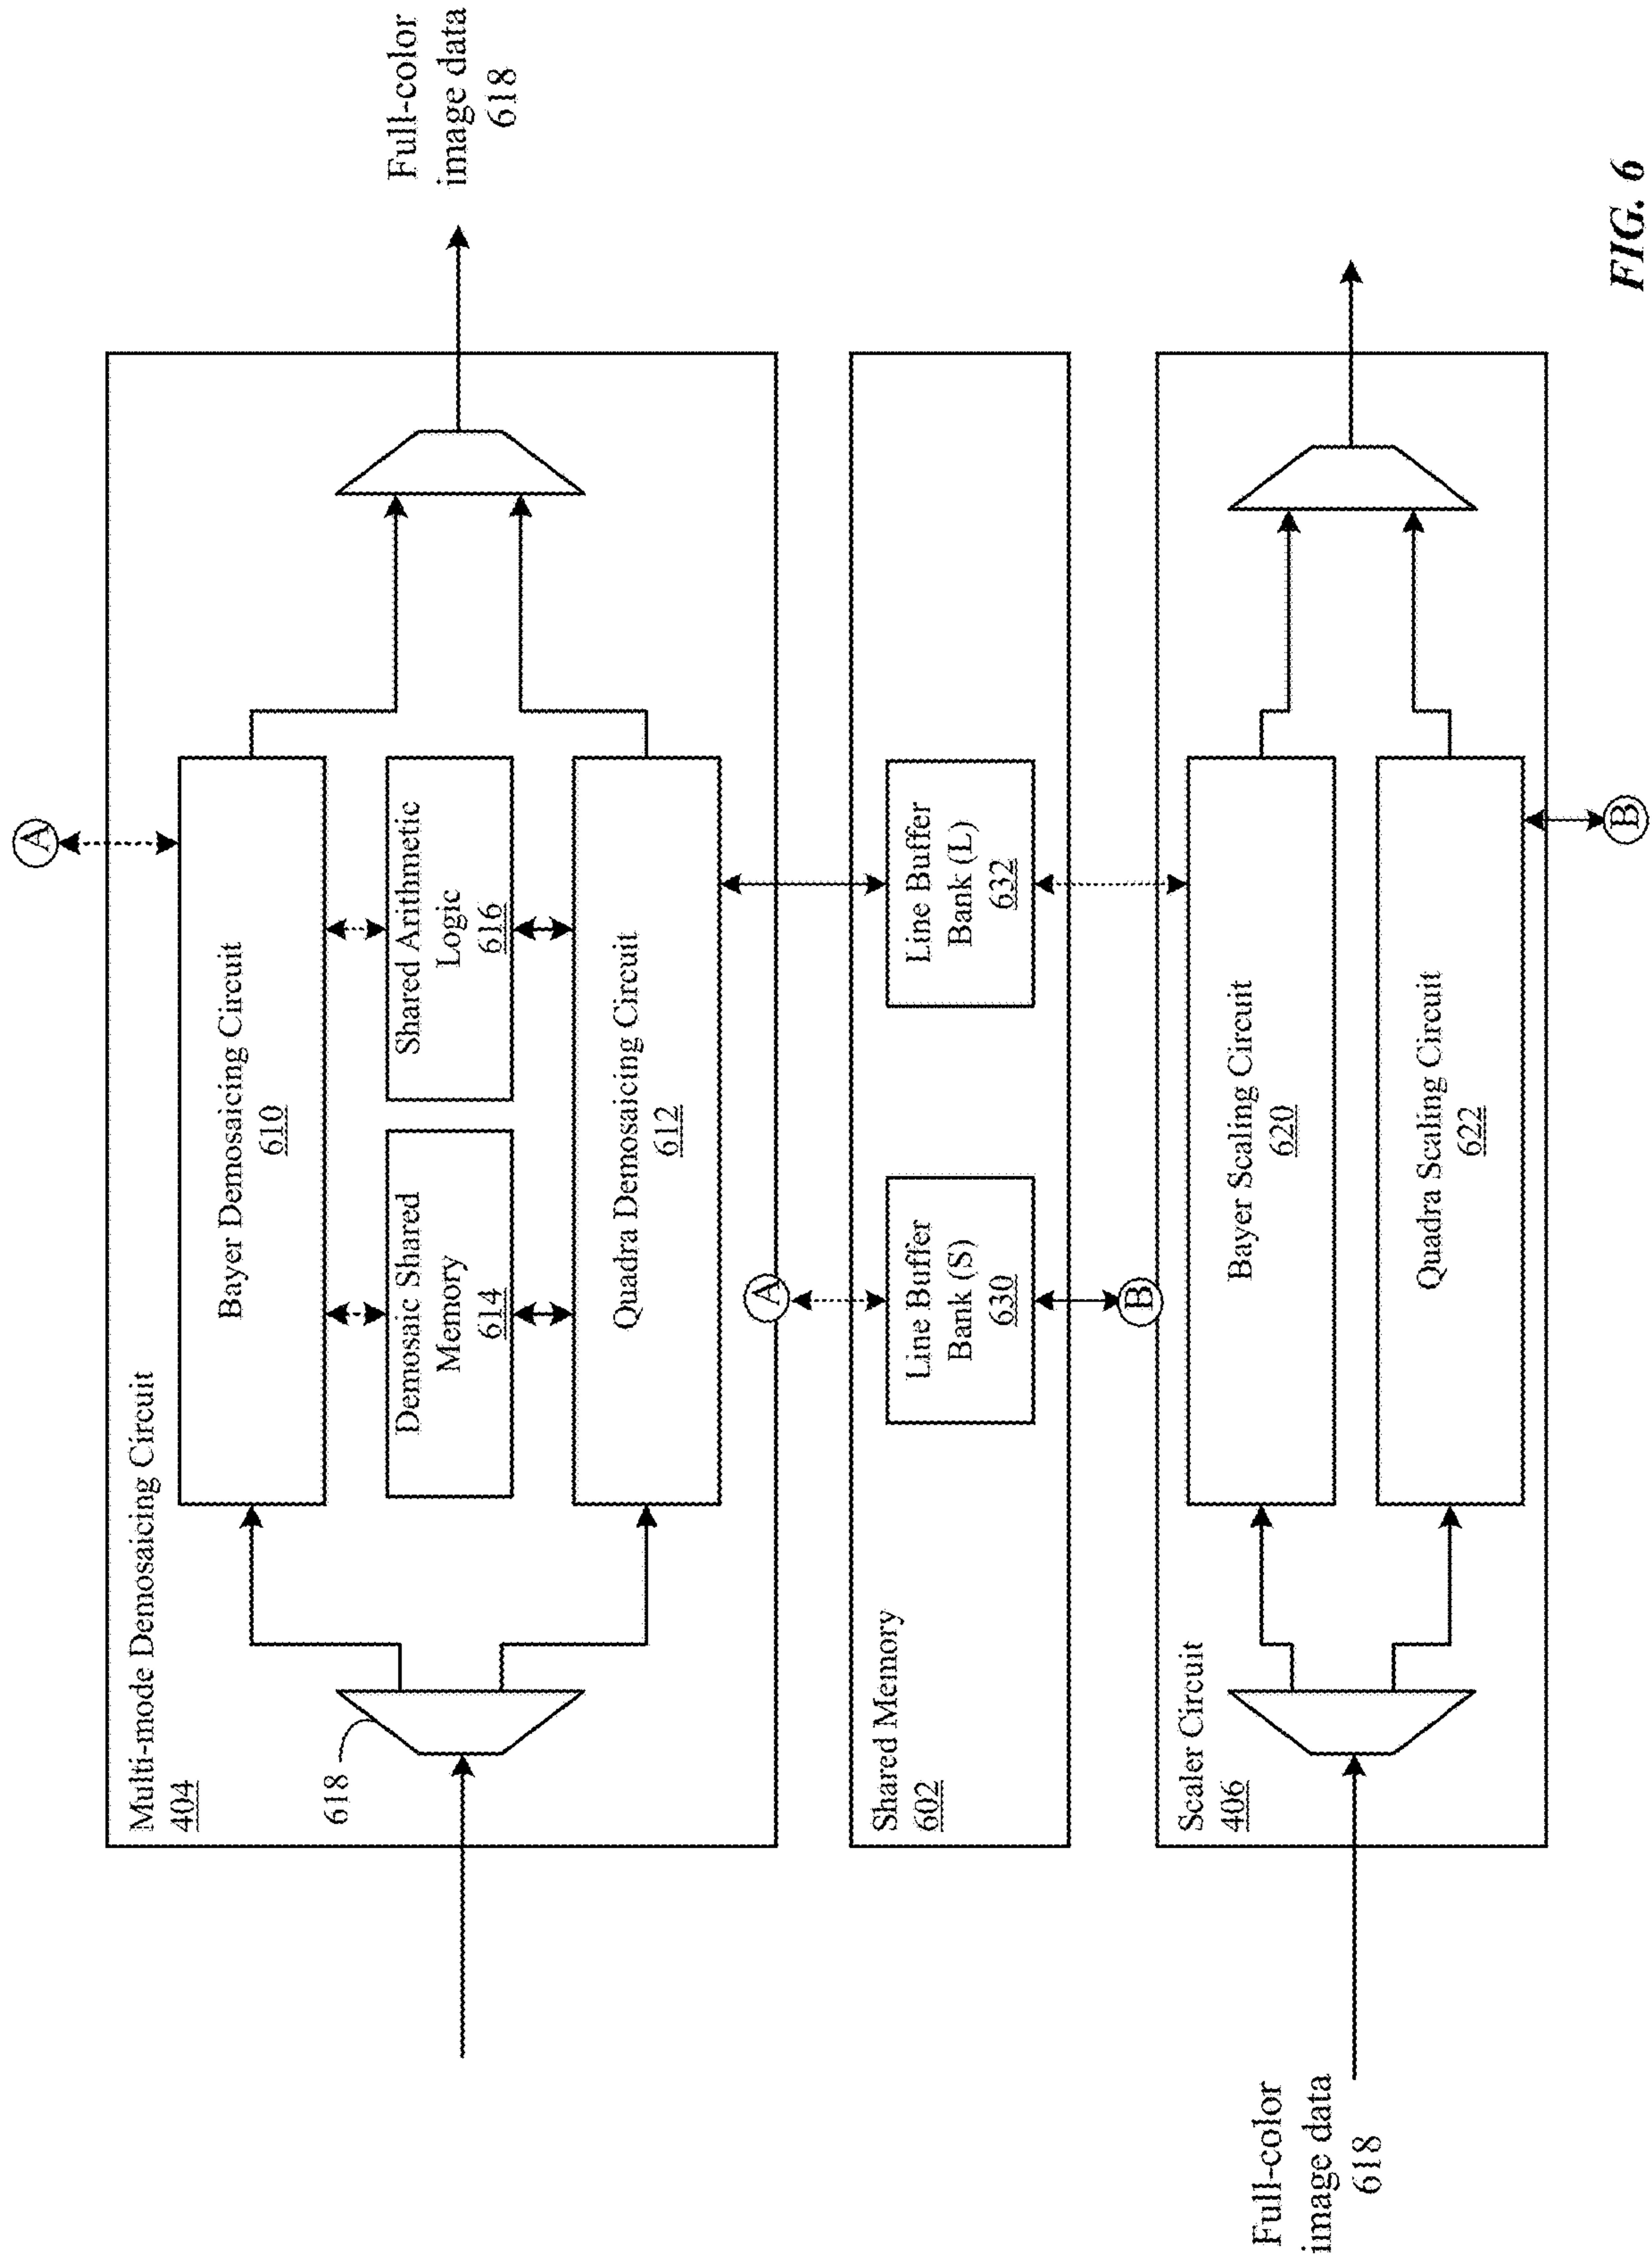 Multi-mode Demosaicing Circuit
404
618
A
Bayer Demosaicing Circuit
610
Demosaic Shared
Memory
614
Shared Arithmetic
Logic
616
Quadra Demosaicing Circuit
612
Full-color
image data
618
Shared Memory
602
A
Line Buffer
Bank (S)
630
Line Buffer
Bank (L)
632
B
Full-color
image data
618
Scaler Circuit
406
Bayer Scaling Circuit
620
Quadra Scaling Circuit
622
B
FIG. 6